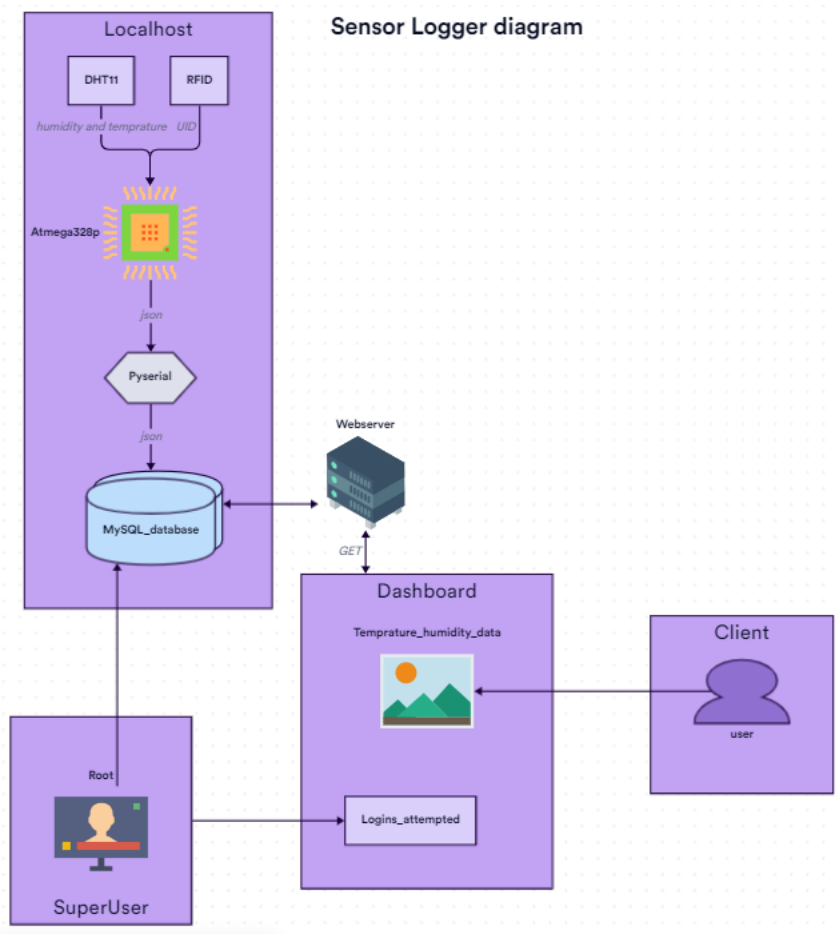 Sensor Logger diagram
Localhost
DHT11
RFID
humidity and temprature
UID
Atmega328p
json
Pyserial
json
MySQL_database
Webserver
GET
Dashboard
Temprature_humidity_data
Logins_attempted
Client
user
Root
SuperUser